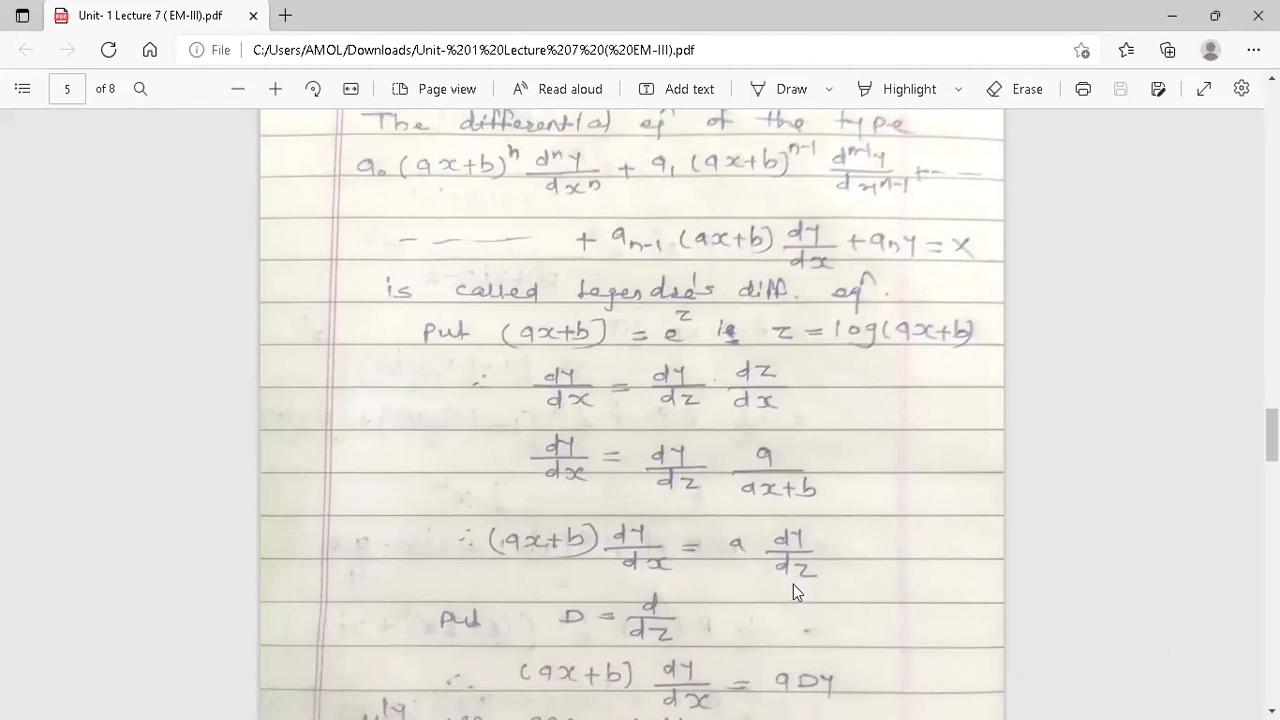 Unit- 1 Lecture 7 ( EM-III).pdf
File C:/Users/AMOL/Downloads/Unit-%201%20Lecture%207%20(%20EM-III).pdf
5 of 8 Page view Read aloud Add text Draw Highlight Erase
The differential eqⁿ of the type
a₀ (ax+b)ⁿ dⁿy/dxⁿ + a₁ (ax+b)ⁿ⁻¹ dⁿ⁻¹y/dxⁿ⁻¹ + -- —
- — —— + aₙ₋₁ (ax+b) dy/dx + aₙy = x
is called Legendre's diff. eqⁿ.
Put (ax+b) = e^z ie z = log(ax+b)
∴ dy/dx = dy/dz . dz/dx
dy/dx = dy/dz a/ax+b
∴ (ax+b) dy/dx = a dy/dz
Put D = d/dz
∴ (ax+b) dy/dx = aDy